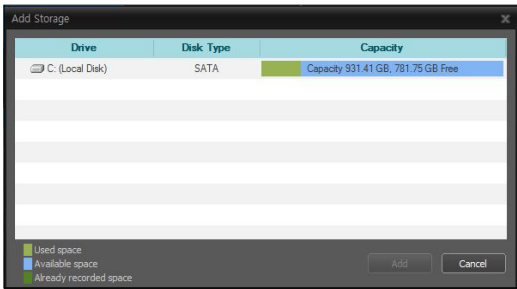 Add Storage
Drive Disk Type Capacity
C: (Local Disk) SATA Capacity 931.41 GB, 781.75 GB Free
Used space
Available space
Already recorded space
Add Cancel